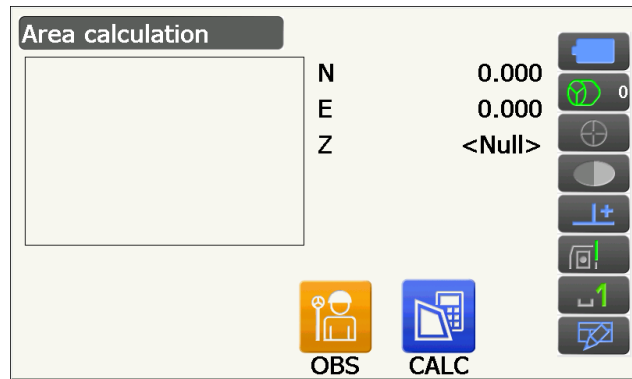 Area calculation
N 0.000
E 0.000
Z <Null>
0
OBS CALC